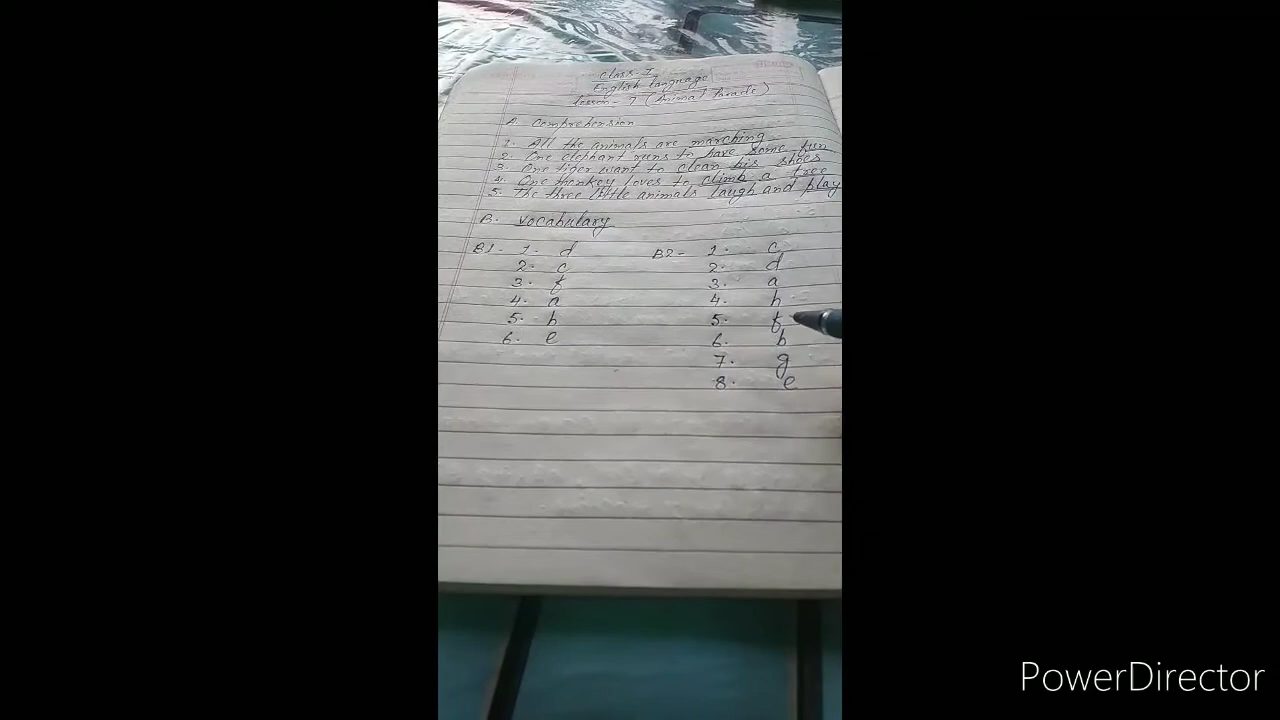 Class-I
English language
Lesson-7 (Animal Parade)
A. Comprehension
1. All the animals are marching
2. One elephant runs to have some fun
3. One tiger want to clean his shoes
4. One monkey loves to climb a tree
5. The three little animals laugh and play
B. Vocabulary
B1- 1. d B2- 1. c
2. c 2. d
3. f 3. a
4. a 4. h
5. b 5. f
6. e 6. b
7. g
8. e
PowerDirector